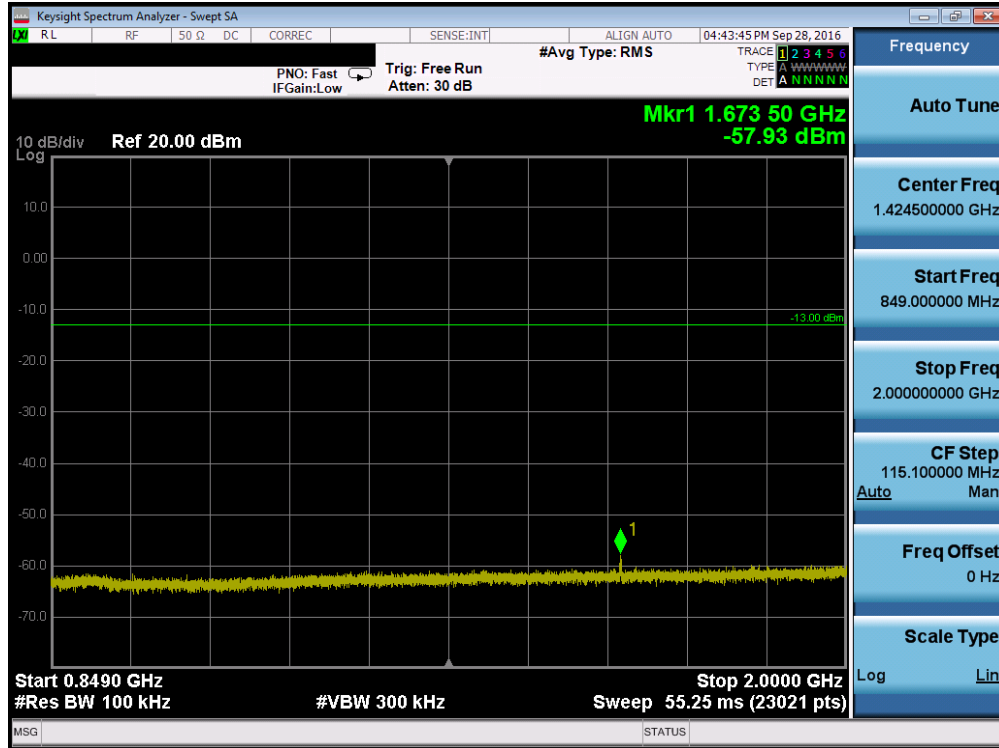 Keysight Spectrum Analyzer - Swept SA
LXI RL RF 50 Ω DC CORREC SENSE:INT ALIGN AUTO 04:43:45 PM Sep 28, 2016
#Avg Type: RMS
TRACE 1 2 3 4 5 6
TYPE A WWWWW
DET A N N N N N
PNO: Fast
IFGain:Low
Trig: Free Run
Atten: 30 dB
Mkr1 1.673 50 GHz
-57.93 dBm
10 dB/div Ref 20.00 dBm
Log
10.0
0.00
-10.0
-13.00 dBm
-20.0
-30.0
-40.0
-50.0
1
-60.0
-70.0
Start 0.8490 GHz Stop 2.0000 GHz
#Res BW 100 kHz #VBW 300 kHz Sweep 55.25 ms (23021 pts)
MSG STATUS
Frequency
Auto Tune
Center Freq
1.424500000 GHz
Start Freq
849.000000 MHz
Stop Freq
2.000000000 GHz
CF Step
115.100000 MHz
Auto Man
Freq Offset
0 Hz
Scale Type
Log Lin